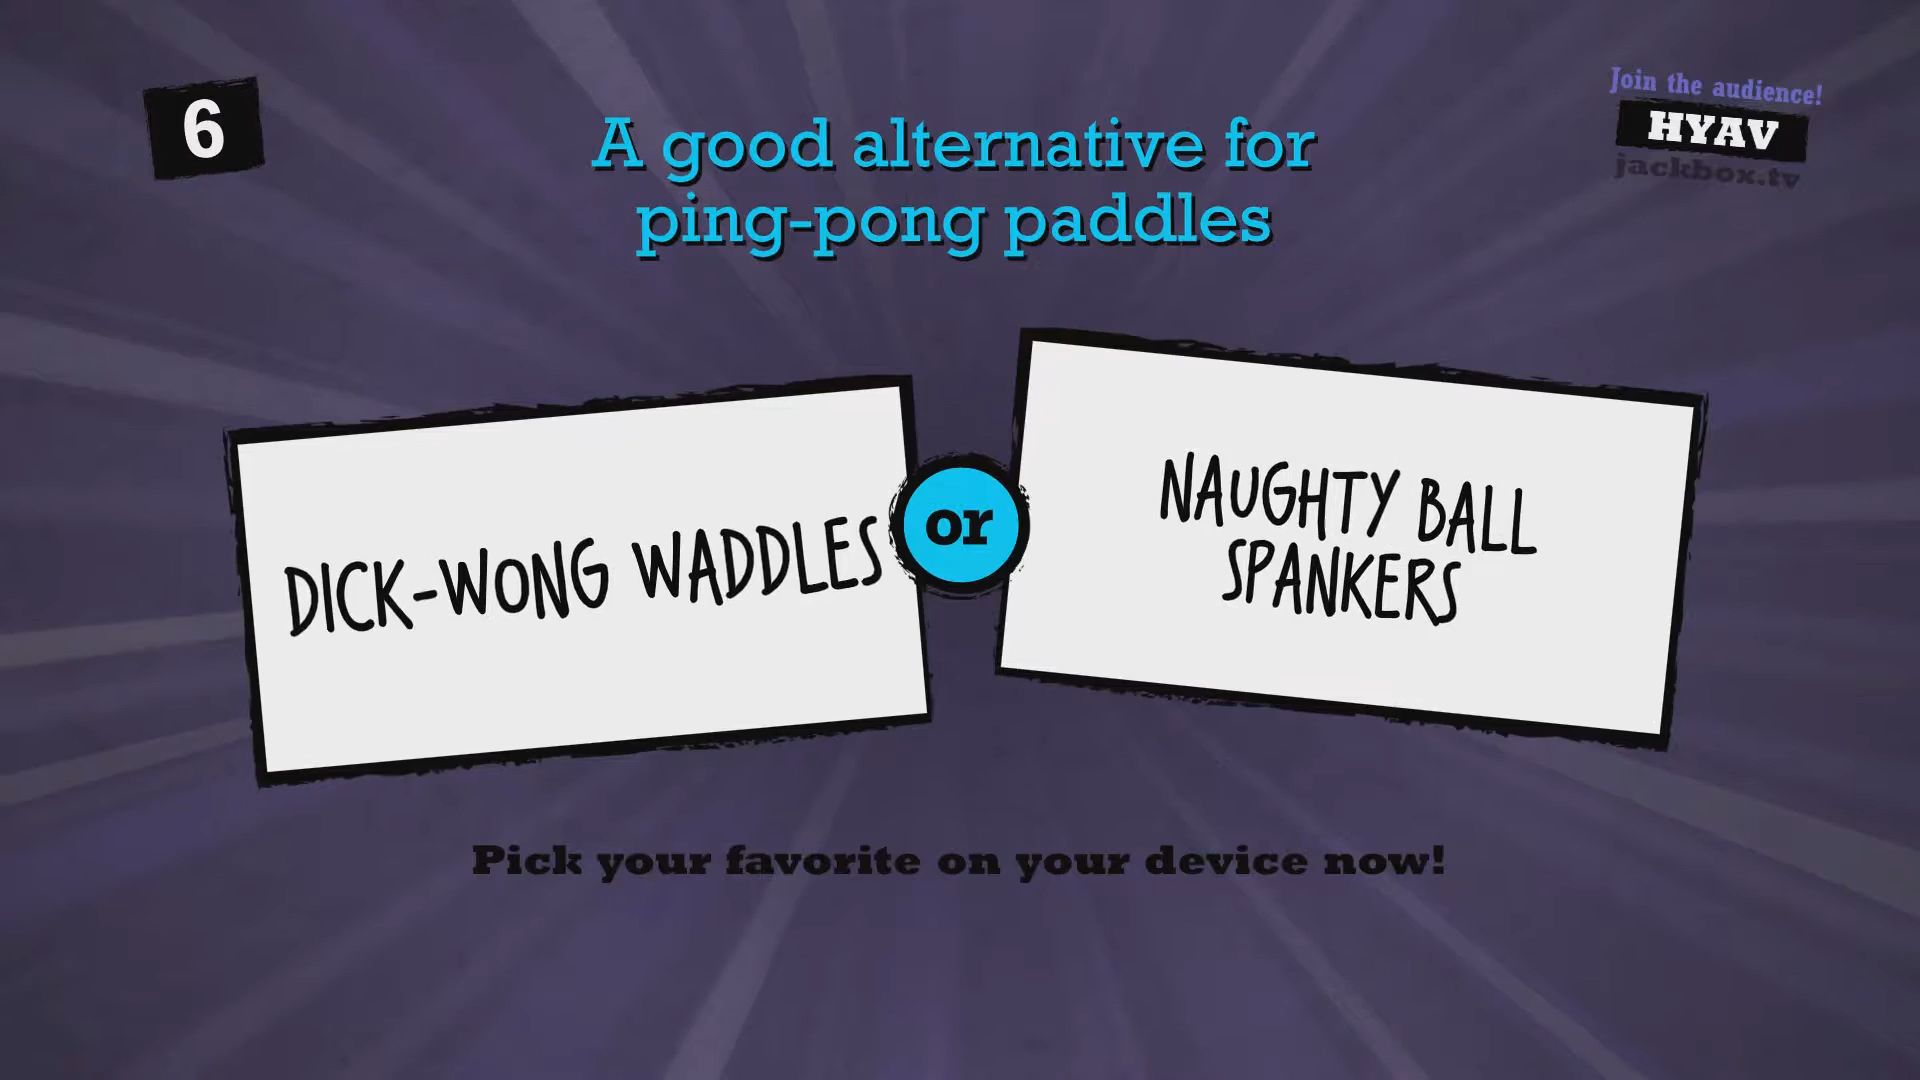 6
A good alternative for
ping-pong paddles
Join the audience!
HYAV
jackbox.tv
DICK-WONG WADDLES
or
NAUGHTY BALL
SPANKERS
Pick your favorite on your device now!